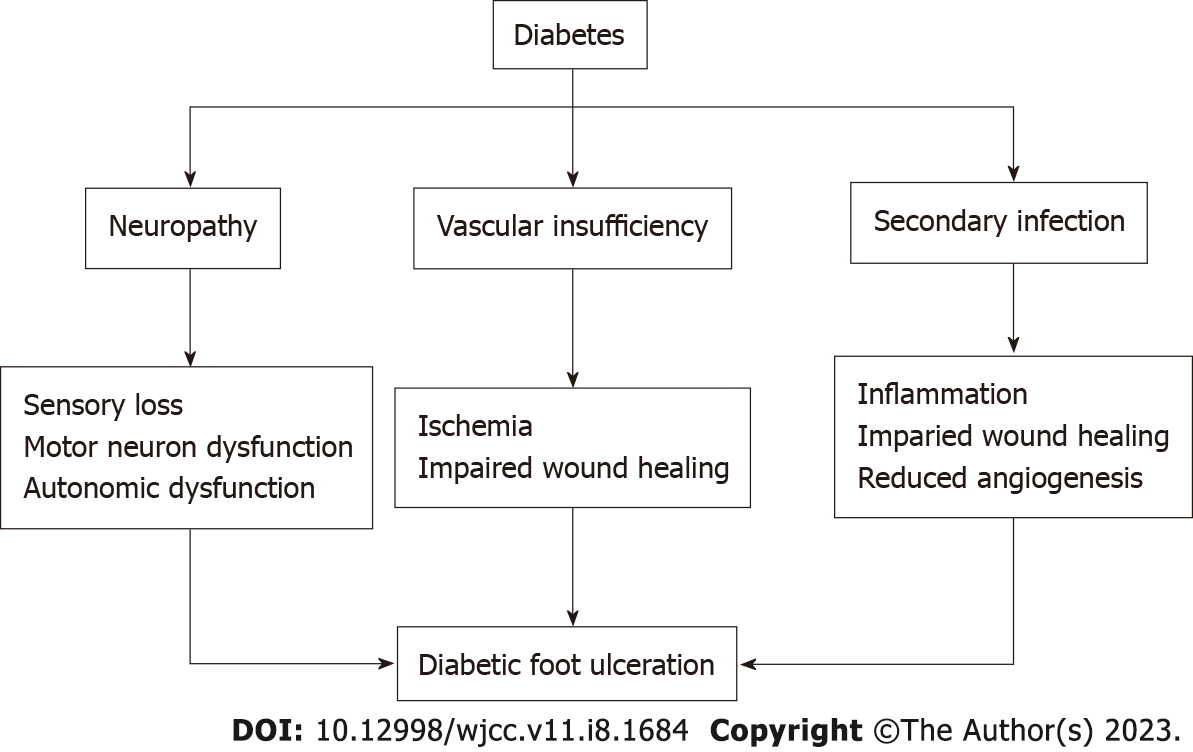 Diabetes
Neuropathy
Vascular insufficiency
Secondary infection
Sensory loss
Motor neuron dysfunction
Autonomic dysfunction
Ischemia
Impaired wound healing
Inflammation
Imparied wound healing
Reduced angiogenesis
Diabetic foot ulceration
DOI: 10.12998/wjcc.v11.i8.1684 Copyright ©The Author(s) 2023.